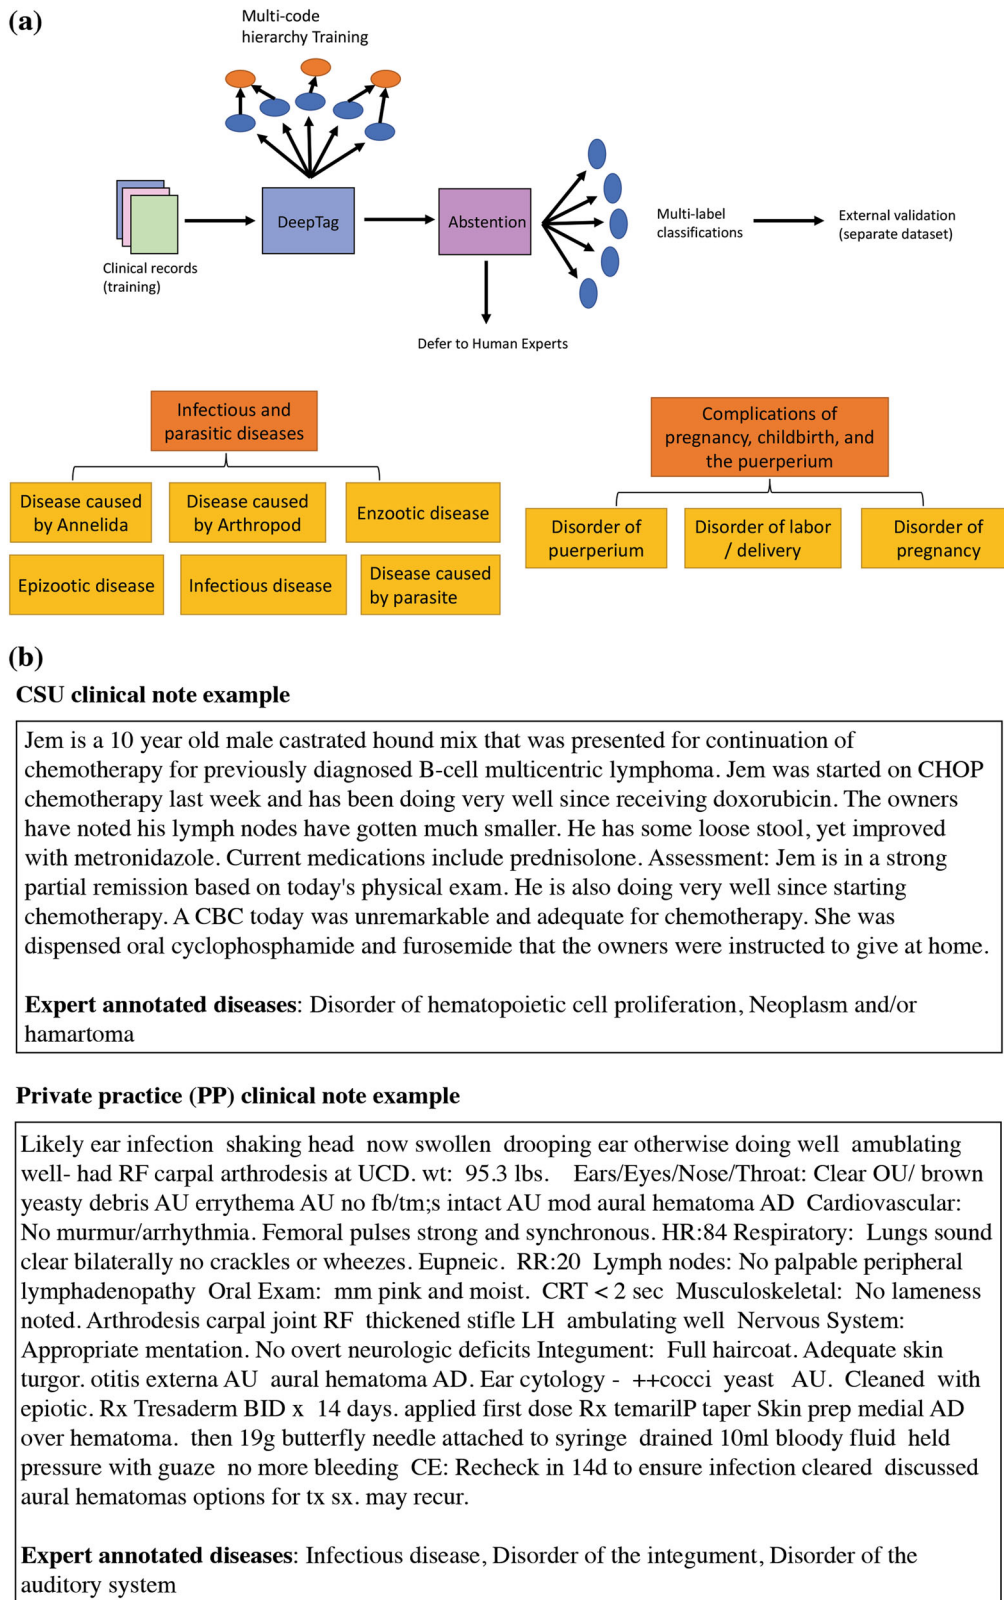 (a)
Multi-code
hierarchy Training
DeepTag
Abstention
Multi-label
classifications
External validation
(separate dataset)
Clinical records
(training)
Defer to Human Experts
Infectious and
parasitic diseases
Disease caused
by Annelida
Disease caused
by Arthropod
Enzootic disease
Epizootic disease
Infectious disease
Disease caused
by parasite
Complications of
pregnancy, childbirth, and
the puerperium
Disorder of
puerperium
Disorder of labor
/ delivery
Disorder of
pregnancy
(b)
CSU clinical note example
Jem is a 10 year old male castrated hound mix that was presented for continuation of
chemotherapy for previously diagnosed B-cell multicentric lymphoma. Jem was started on CHOP
chemotherapy last week and has been doing very well since receiving doxorubicin. The owners
have noted his lymph nodes have gotten much smaller. He has some loose stool, yet improved
with metronidazole. Current medications include prednisolone. Assessment: Jem is in a strong
partial remission based on today's physical exam. He is also doing very well since starting
chemotherapy. A CBC today was unremarkable and adequate for chemotherapy. She was
dispensed oral cyclophosphamide and furosemide that the owners were instructed to give at home.
Expert annotated diseases: Disorder of hematopoietic cell proliferation, Neoplasm and/or
hamartoma
Private practice (PP) clinical note example
Likely ear infection shaking head now swollen drooping ear otherwise doing well amublating
well- had RF carpal arthrodesis at UCD. wt: 95.3 lbs. Ears/Eyes/Nose/Throat: Clear OU/ brown
yeasty debris AU errythema AU no fb/tm;s intact AU mod aural hematoma AD Cardiovascular:
No murmur/arrhythmia. Femoral pulses strong and synchronous. HR:84 Respiratory: Lungs sound
clear bilaterally no crackles or wheezes. Eupneic. RR:20 Lymph nodes: No palpable peripheral
lymphadenopathy Oral Exam: mm pink and moist. CRT < 2 sec Musculoskeletal: No lameness
noted. Arthrodesis carpal joint RF thickened stifle LH ambulating well Nervous System:
Appropriate mentation. No overt neurologic deficits Integument: Full haircoat. Adequate skin
turgor. otitis externa AU aural hematoma AD. Ear cytology - ++cocci yeast AU. Cleaned with
epiotic. Rx Tresaderm BID x 14 days. applied first dose Rx temarilP taper Skin prep medial AD
over hematoma. then 19g butterfly needle attached to syringe drained 10ml bloody fluid held
pressure with guaze no more bleeding CE: Recheck in 14d to ensure infection cleared discussed
aural hematomas options for tx sx. may recur.
Expert annotated diseases: Infectious disease, Disorder of the integument, Disorder of the
auditory system